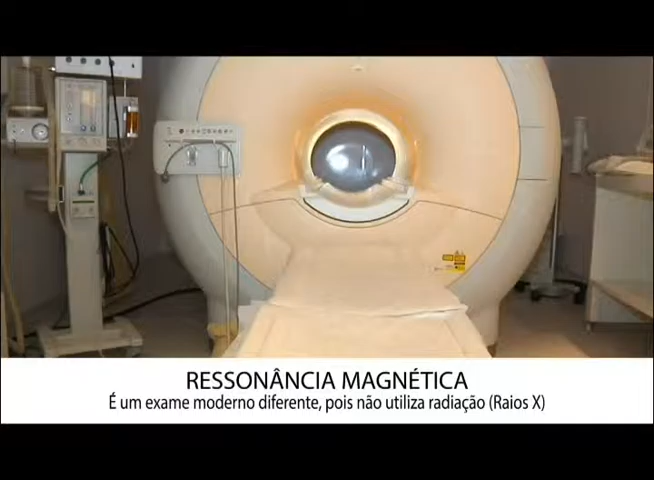 RESSONÂNCIA MAGNÉTICA
É um exame moderno diferente, pois não utiliza radiação (Raios X)